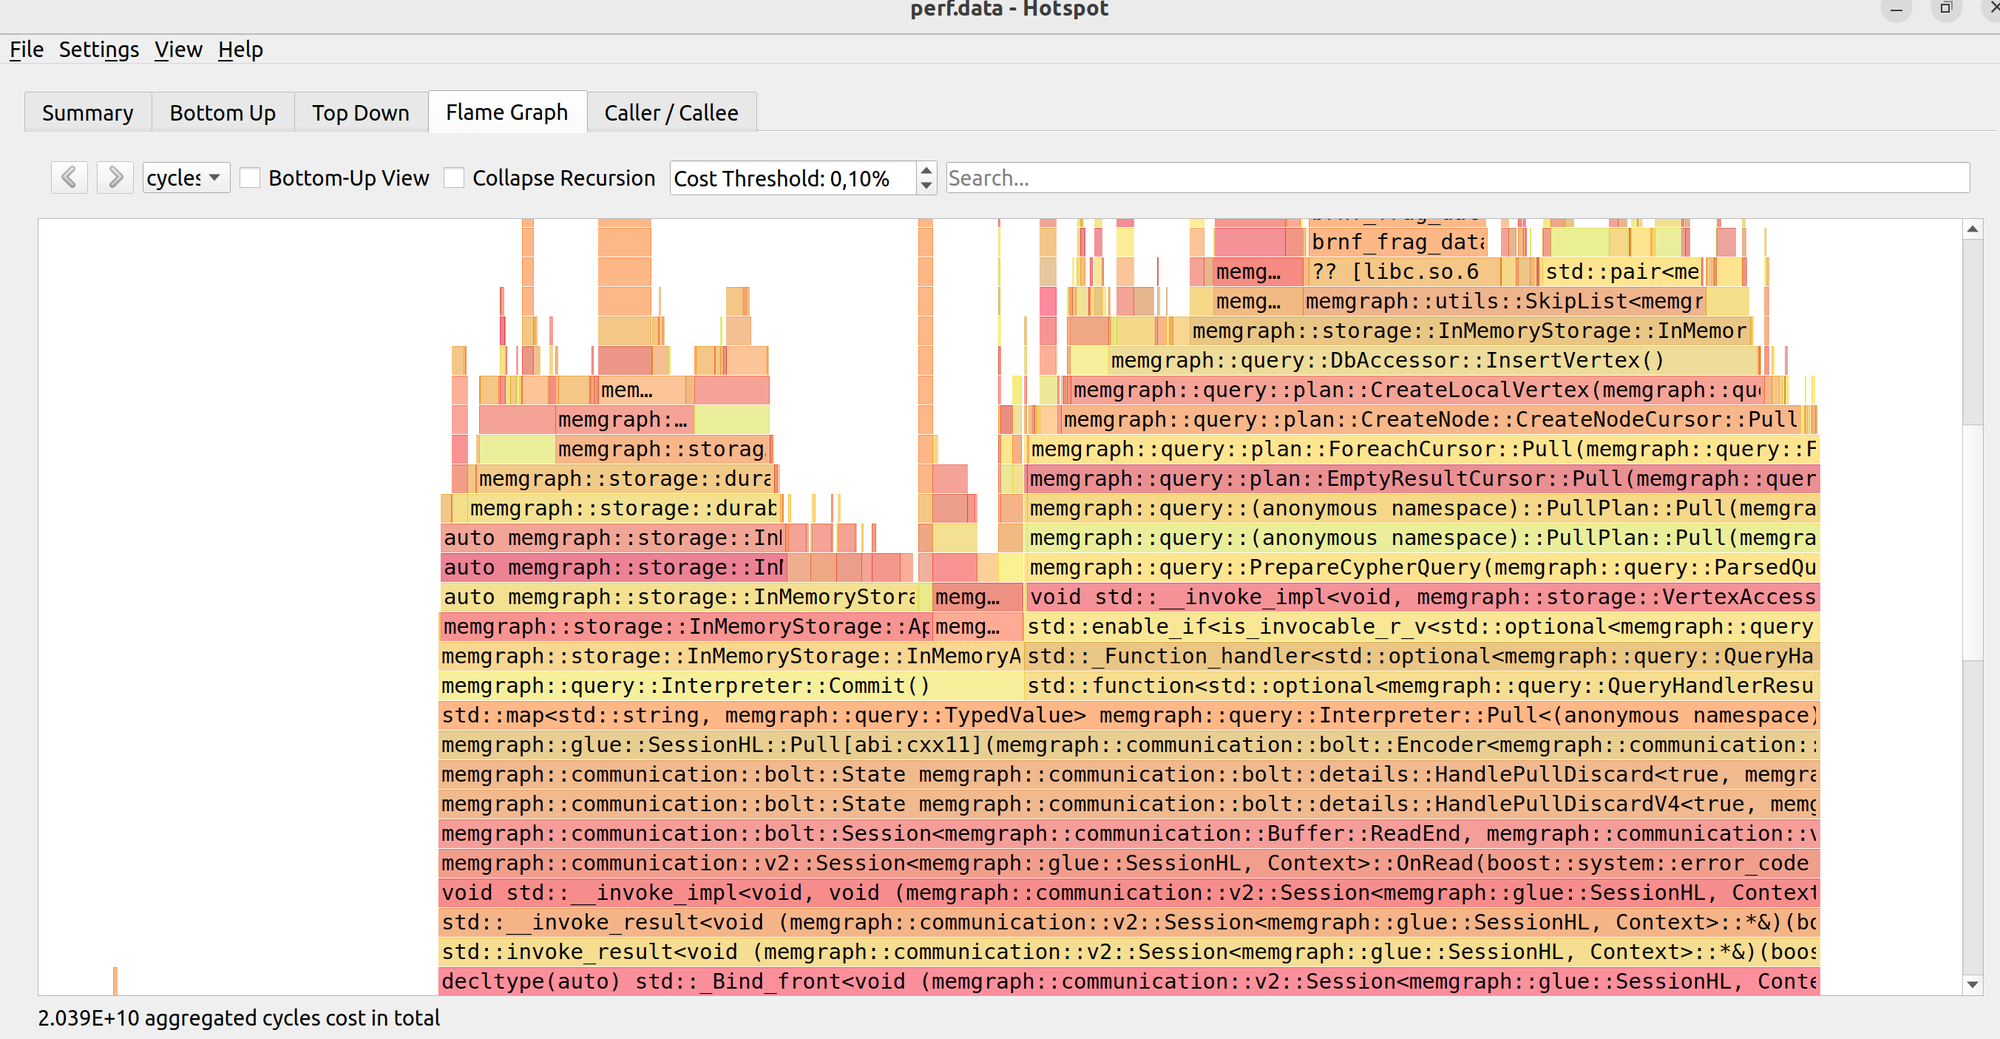 perf.data - Hotspot
File Settings View Help
Summary Bottom Up Top Down Flame Graph Caller / Callee
cycles Bottom-Up View Collapse Recursion Cost Threshold: 0,10% Search...
brnf_frag_data
memg… ?? [libc.so.6 std::pair<me
memg… memgraph::utils::SkipList<memgr
memgraph::storage::InMemoryStorage::InMemor
memgraph::query::DbAccessor::InsertVertex()
mem… memgraph::query::plan::CreateLocalVertex(memgraph::qu
memgraph:… memgraph::query::plan::CreateNode::CreateNodeCursor::Pull
memgraph::storag memgraph::query::plan::ForeachCursor::Pull(memgraph::query::F
memgraph::storage::dura memgraph::query::plan::EmptyResultCursor::Pull(memgraph::quer
memgraph::storage::durab memgraph::query::(anonymous namespace)::PullPlan::Pull(memgra
auto memgraph::storage::In memgraph::query::(anonymous namespace)::PullPlan::Pull(memgra
auto memgraph::storage::In memgraph::query::PrepareCypherQuery(memgraph::query::ParsedQu
auto memgraph::storage::InMemoryStora memg… void std::__invoke_impl<void, memgraph::storage::VertexAccess
memgraph::storage::InMemoryStorage::Ap memg… std::enable_if<is_invocable_r_v<std::optional<memgraph::query
memgraph::storage::InMemoryStorage::InMemoryA std::_Function_handler<std::optional<memgraph::query::QueryHa
memgraph::query::Interpreter::Commit() std::function<std::optional<memgraph::query::QueryHandlerResu
std::map<std::string, memgraph::query::TypedValue> memgraph::query::Interpreter::Pull<(anonymous namespace)
memgraph::glue::SessionHL::Pull[abi:cxx11](memgraph::communication::bolt::Encoder<memgraph::communication::
memgraph::communication::bolt::State memgraph::communication::bolt::details::HandlePullDiscard<true, memgra
memgraph::communication::bolt::State memgraph::communication::bolt::details::HandlePullDiscardV4<true, memg
memgraph::communication::bolt::Session<memgraph::communication::Buffer::ReadEnd, memgraph::communication::v
memgraph::communication::v2::Session<memgraph::glue::SessionHL, Context>::OnRead(boost::system::error_code
void std::__invoke_impl<void, void (memgraph::communication::v2::Session<memgraph::glue::SessionHL, Context
std::__invoke_result<void (memgraph::communication::v2::Session<memgraph::glue::SessionHL, Context>::*&)(bo
std::invoke_result<void (memgraph::communication::v2::Session<memgraph::glue::SessionHL, Context>::*&)(boos
decltype(auto) std::_Bind_front<void (memgraph::communication::v2::Session<memgraph::glue::SessionHL, Conte
2.039E+10 aggregated cycles cost in total